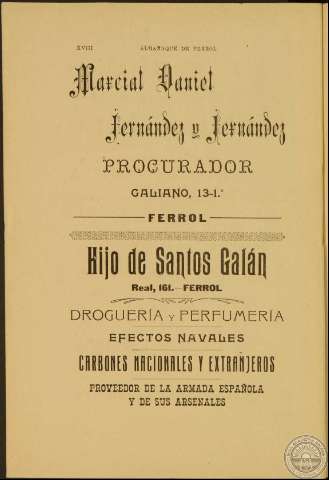 XVIII ALMANAQUE DE FERROL
Marcial Daniel
Fernández y Fernández
PROCURADOR
GALIANO, 13-1.º
FERROL
Hijo de Santos Galán
Real, 161.—FERROL
DROGUERÍA Y PERFUMERÍA
EFECTOS NAVALES
CARBONES NACIONALES Y EXTRANJEROS
PROVEEDOR DE LA ARMADA ESPAÑOLA
Y DE SUS ARSENALES